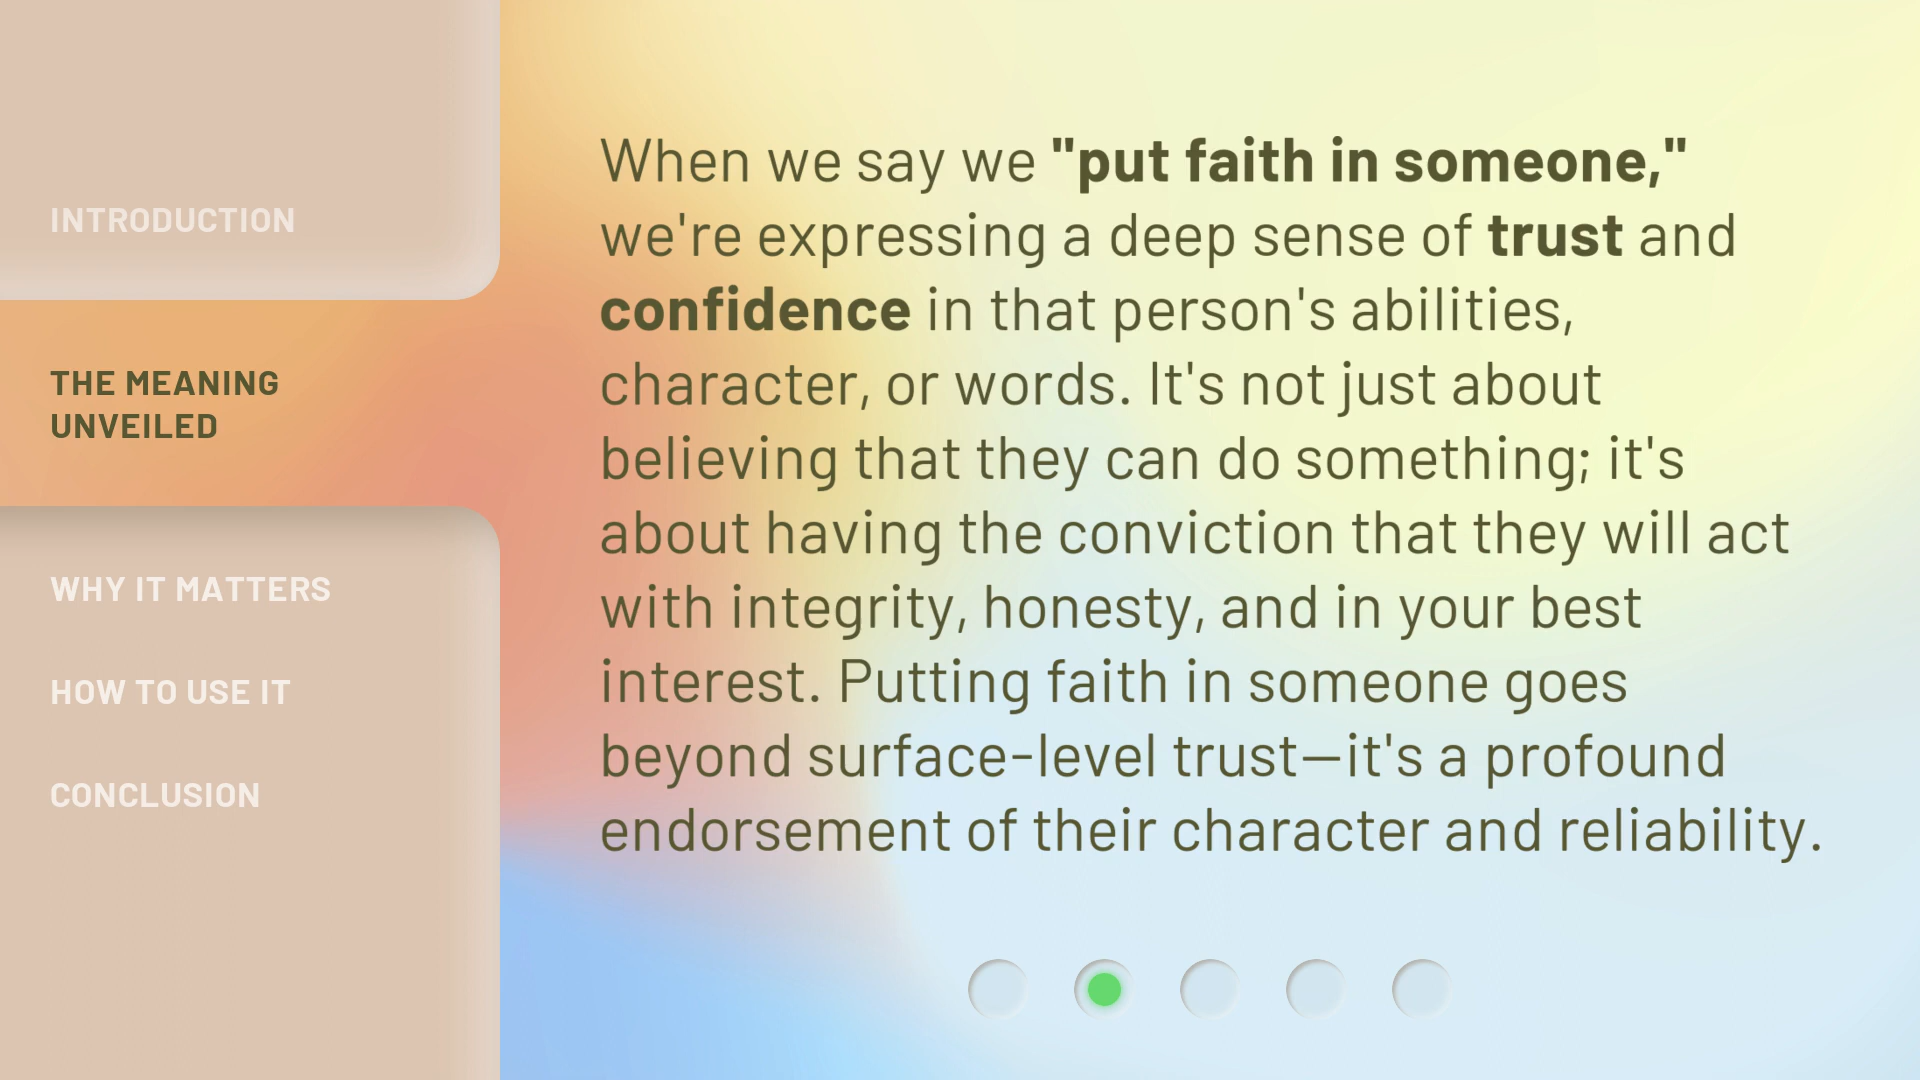 INTRODUCTION
THE MEANING
UNVEILED
WHY IT MATTERS
HOW TO USE IT
CONCLUSION
When we say we "put faith in someone,"
we're expressing a deep sense of trust and
confidence in that person's abilities,
character, or words. It's not just about
believing that they can do something; it's
about having the conviction that they will act
with integrity, honesty, and in your best
interest. Putting faith in someone goes
beyond surface-level trust—it's a profound
endorsement of their character and reliability.